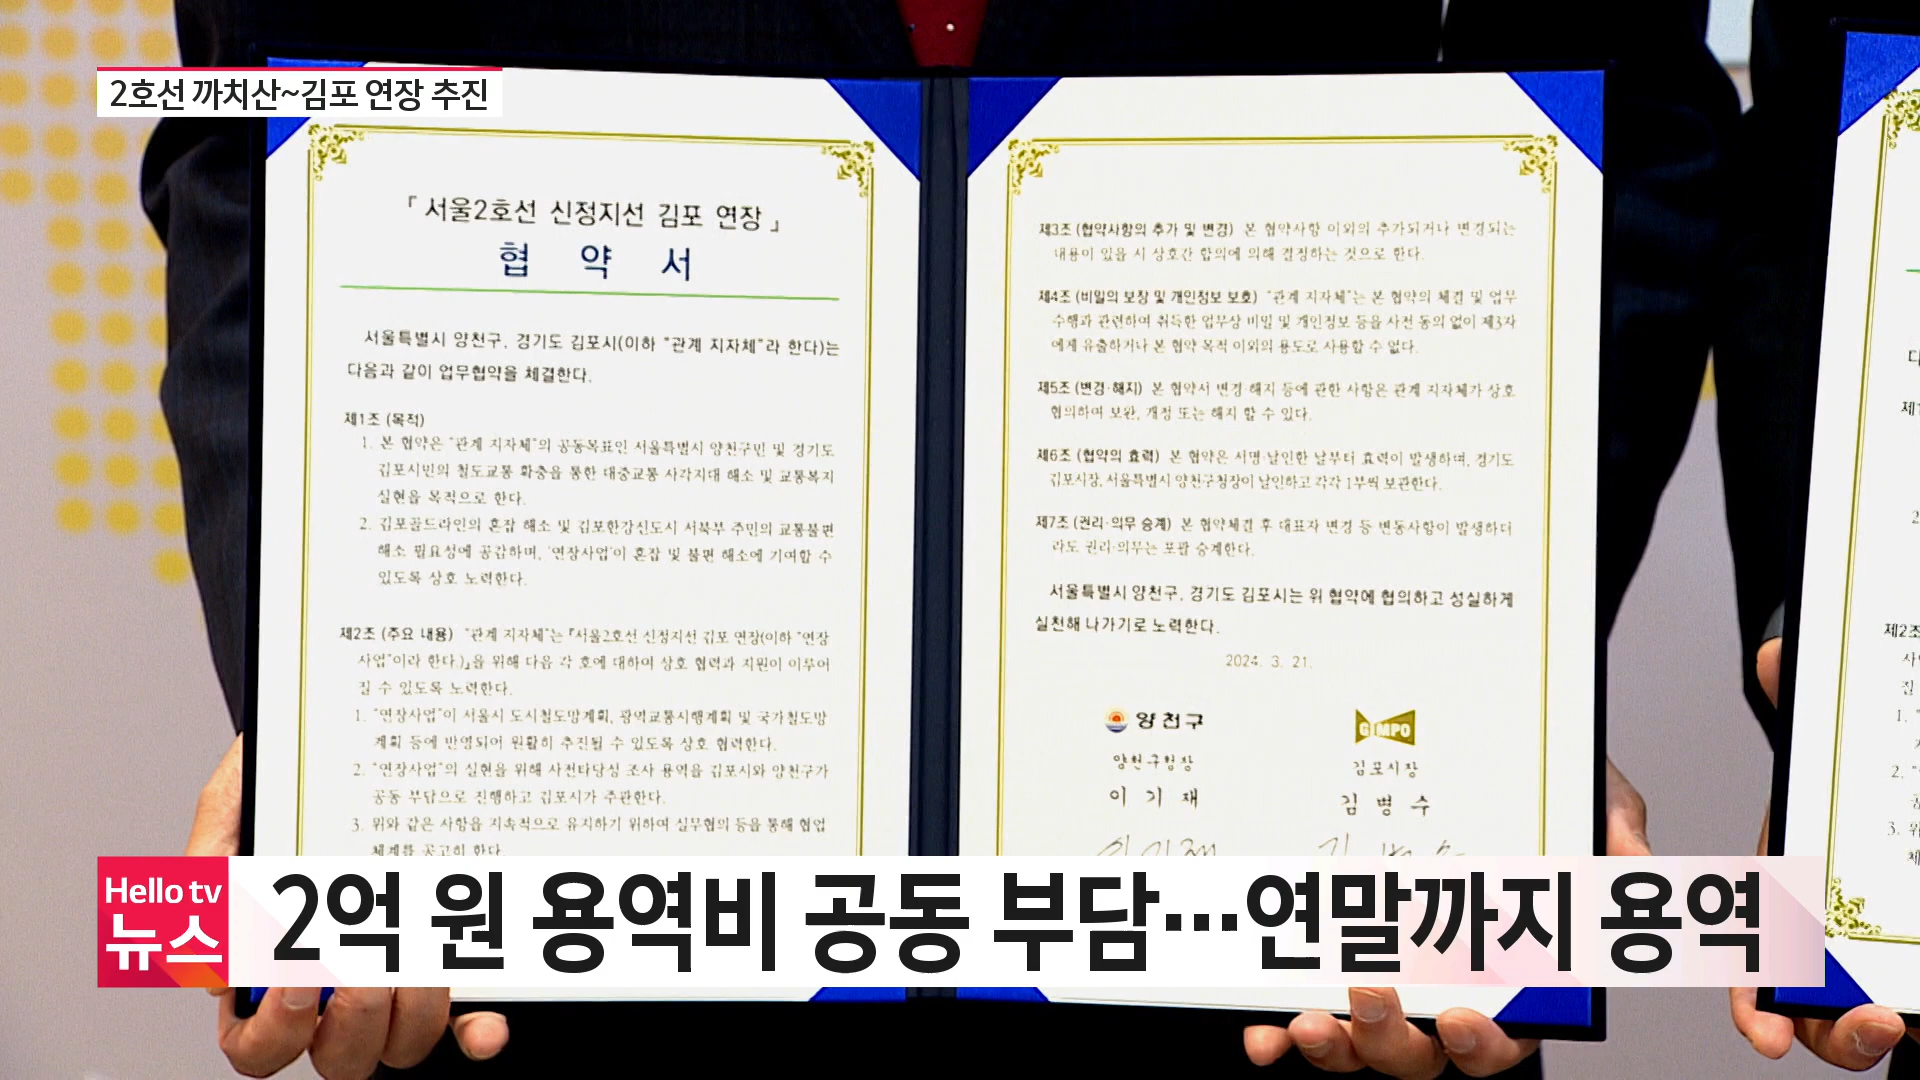 2호선 까치산~김포 연장 추진
「서울2호선 신정지선 김포 연장」
협 약 서
서울특별시 양천구, 경기도 김포시(이하 "관계 지자체"라 한다)는
다음과 같이 업무협약을 체결한다.
제1조 (목적)
1. 본 협약은 "관계 지자체"의 공동목표인 서울특별시 양천구민 및 경기도
김포시민의 철도교통 확충을 통한 대중교통 사각지대 해소 및 교통복지
실현을 목적으로 한다.
2. 김포골드라인의 혼잡 해소 및 김포한강신도시 서북부 주민의 교통불편
해소 필요성에 공감하며, '연장사업'이 혼잡 및 불편 해소에 기여할 수
있도록 상호 노력한다.
제2조 (주요 내용) "관계 지자체"는 「서울2호선 신정지선 김포 연장(이하 "연장
사업"이라 한다.)」을 위해 다음 각 호에 대하여 상호 협력과 지원이 이루어
질 수 있도록 노력한다.
1. "연장사업"이 서울시 도시철도망계획, 광역교통시행계획 및 국가철도망
계획 등에 반영되어 원활히 추진될 수 있도록 상호 협력한다.
2. "연장사업"의 실현을 위해 사전타당성 조사 용역을 김포시와 양천구가
공동 부담으로 진행하고 김포시가 주관한다.
3. 위와 같은 사항을 지속적으로 유지하기 위하여 실무협의 등을 통해 협업
체계를 공고히 한다.
제3조 (협약사항의 추가 및 변경) 본 협약사항 이외의 추가되거나 변경되는
내용이 있을 시 상호간 합의에 의해 결정하는 것으로 한다.
제4조 (비밀의 보장 및 개인정보 보호) "관계 지자체"는 본 협약의 체결 및 업무
수행과 관련하여 취득한 업무상 비밀 및 개인정보 등을 사전 동의 없이 제3자
에게 유출하거나 본 협약 목적 이외의 용도로 사용할 수 없다.
제5조 (변경·해지) 본 협약서 변경·해지 등에 관한 사항은 관계 지자체가 상호
협의하여 보완, 개정 또는 해지 할 수 있다.
제6조 (협약의 효력) 본 협약은 서명·날인한 날부터 효력이 발생하며, 경기도
김포시장, 서울특별시 양천구청장이 날인하고 각각 1부씩 보관한다.
제7조 (권리·의무 승계) 본 협약체결 후 대표자 변경 등 변동사항이 발생하더
라도 권리·의무는 포괄 승계한다.
서울특별시 양천구, 경기도 김포시는 위 협약에 협의하고 성실하게
실천해 나가기로 노력한다.
2024. 3. 21.
양천구
GIMPO
양천구청장
김포시장
이 기 재
김 병 수
제2조
1.
2.
3.
Hello tv
뉴스
2억 원 용역비 공동 부담…연말까지 용역